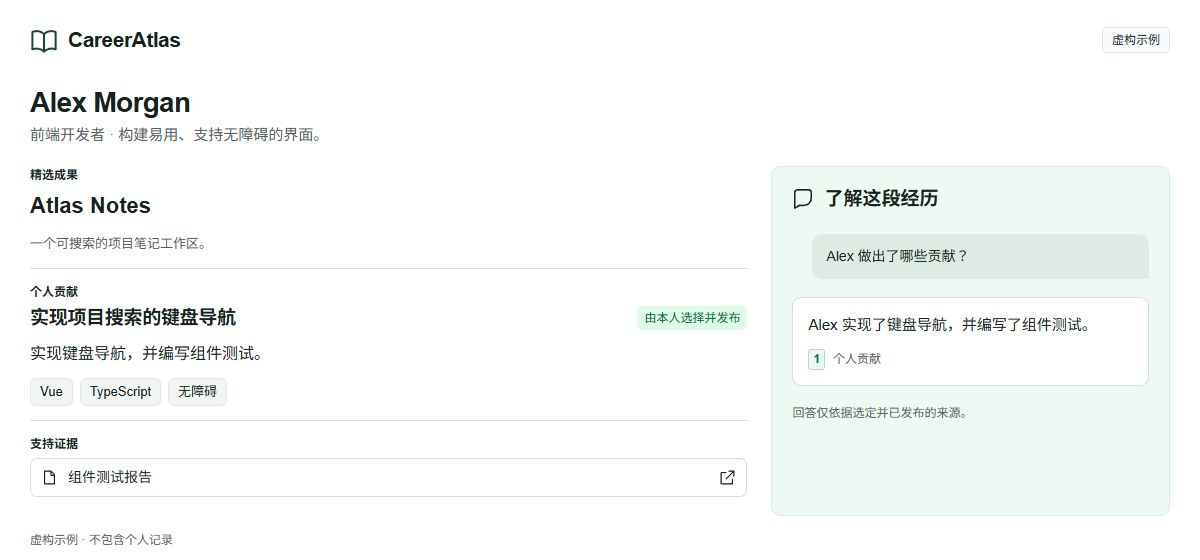 CareerAtlas
虚构示例
Alex Morgan
前端开发者 · 构建易用、支持无障碍的界面。
精选成果
Atlas Notes
一个可搜索的项目笔记工作区。
个人贡献
实现项目搜索的键盘导航
由本人选择并发布
实现键盘导航，并编写组件测试。
Vue
TypeScript
无障碍
支持证据
组件测试报告
了解这段经历
Alex 做出了哪些贡献？
Alex 实现了键盘导航，并编写了组件测试。
1 个人贡献
回答仅依据选定并已发布的来源。
虚构示例 · 不包含个人记录